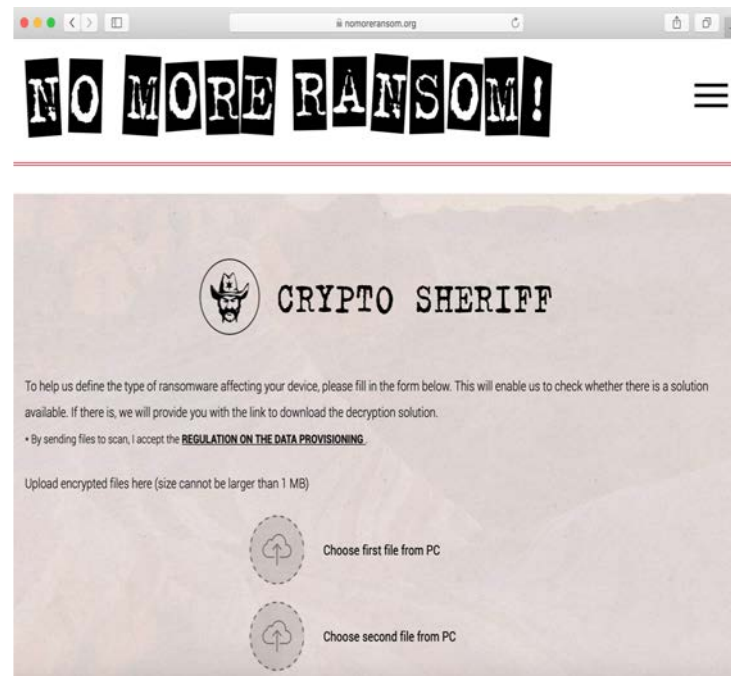 nomoreransom.org
NO MORE RANSOM!
CRYPTO SHERIFF
To help us define the type of ransomware affecting your device, please fill in the form below. This will enable us to check whether there is a solution
available. If there is, we will provide you with the link to download the decryption solution.
• By sending files to scan, I accept the REGULATION ON THE DATA PROVISIONING .
Upload encrypted files here (size cannot be larger than 1 MB)
Choose first file from PC
Choose second file from PC